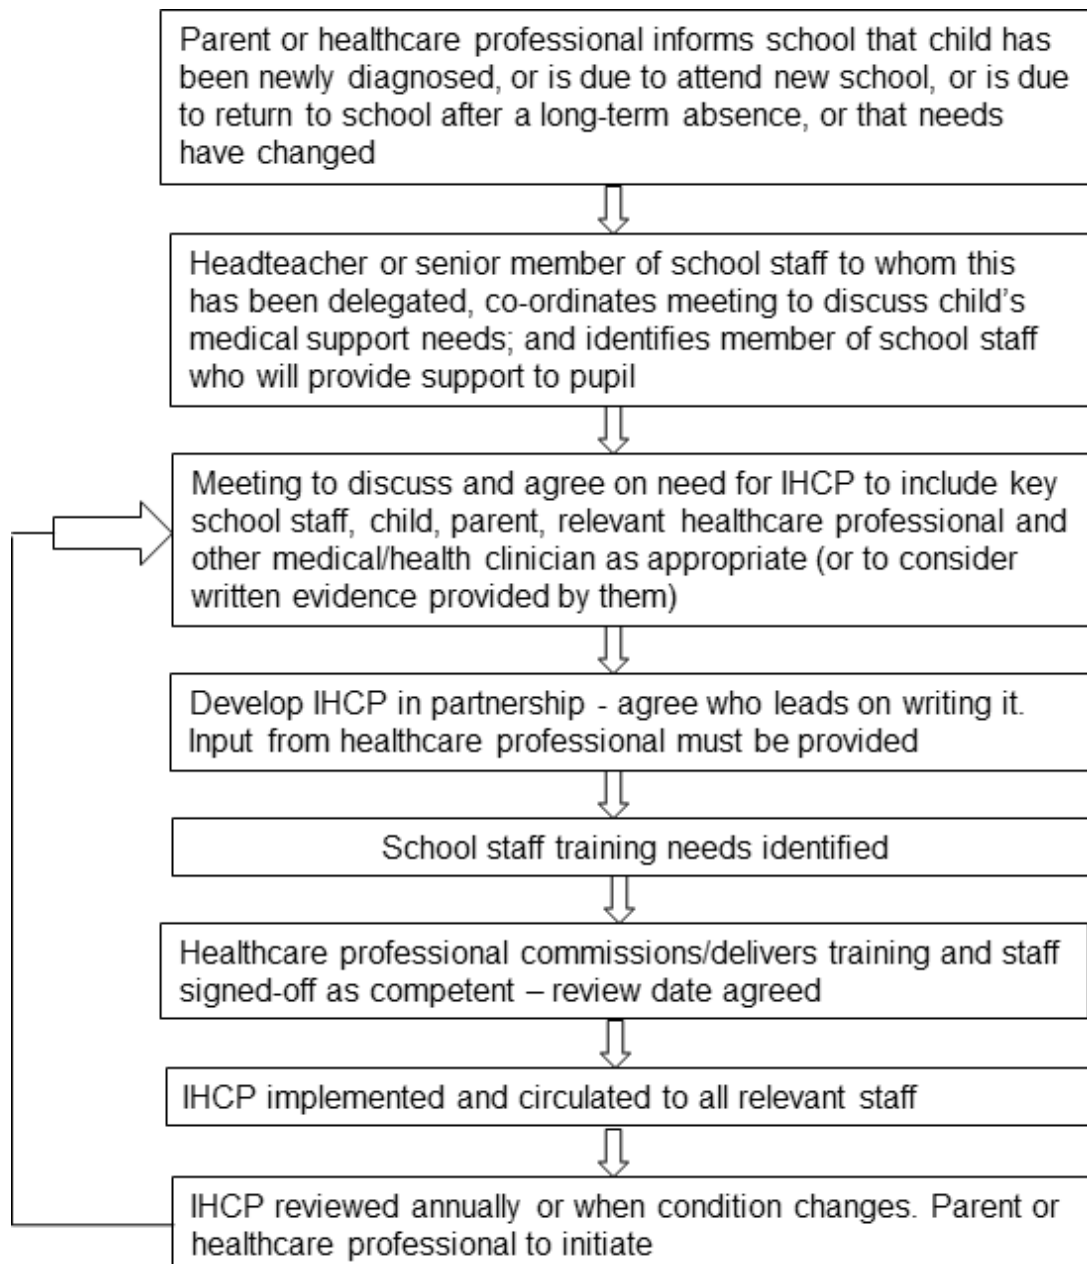 Parent or healthcare professional informs school that child has
been newly diagnosed, or is due to attend new school, or is due
to return to school after a long-term absence, or that needs
have changed
Headteacher or senior member of school staff to whom this
has been delegated, co-ordinates meeting to discuss child's
medical support needs; and identifies member of school staff
who will provide support to pupil
Meeting to discuss and agree on need for IHCP to include key
school staff, child, parent, relevant healthcare professional and
other medical/health clinician as appropriate (or to consider
written evidence provided by them)
Develop IHCP in partnership - agree who leads on writing it.
Input from healthcare professional must be provided
School staff training needs identified
Healthcare professional commissions/delivers training and staff
signed-off as competent – review date agreed
IHCP implemented and circulated to all relevant staff
IHCP reviewed annually or when condition changes. Parent or
healthcare professional to initiate